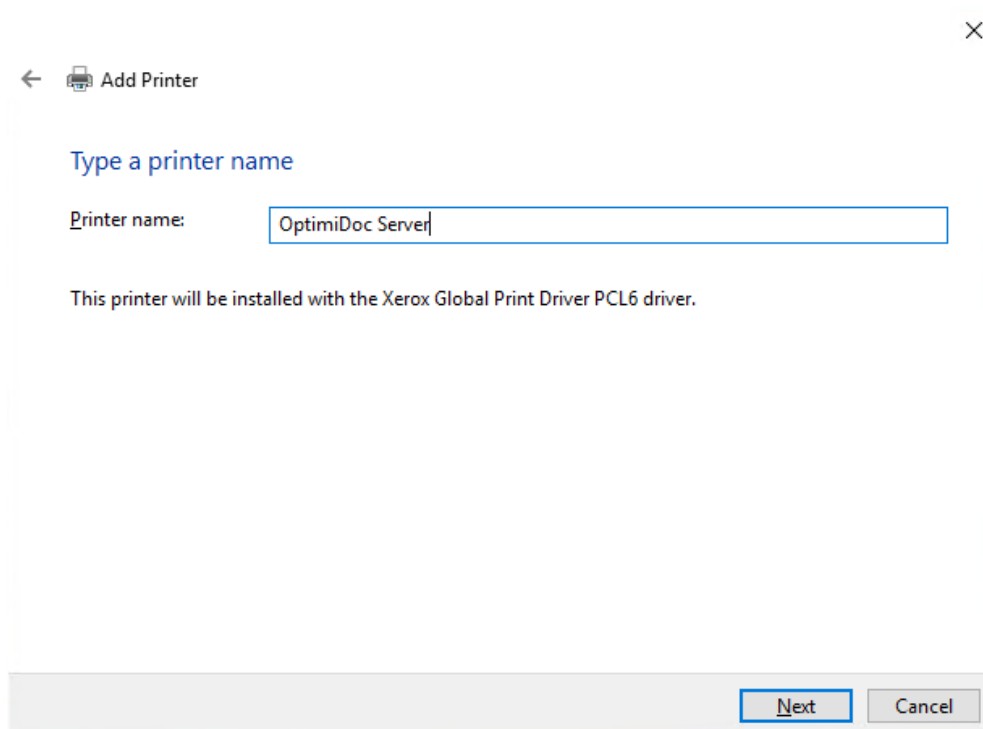 Add Printer
Type a printer name
Printer name:
OptimiDoc Server
This printer will be installed with the Xerox Global Print Driver PCL6 driver.
Next
Cancel